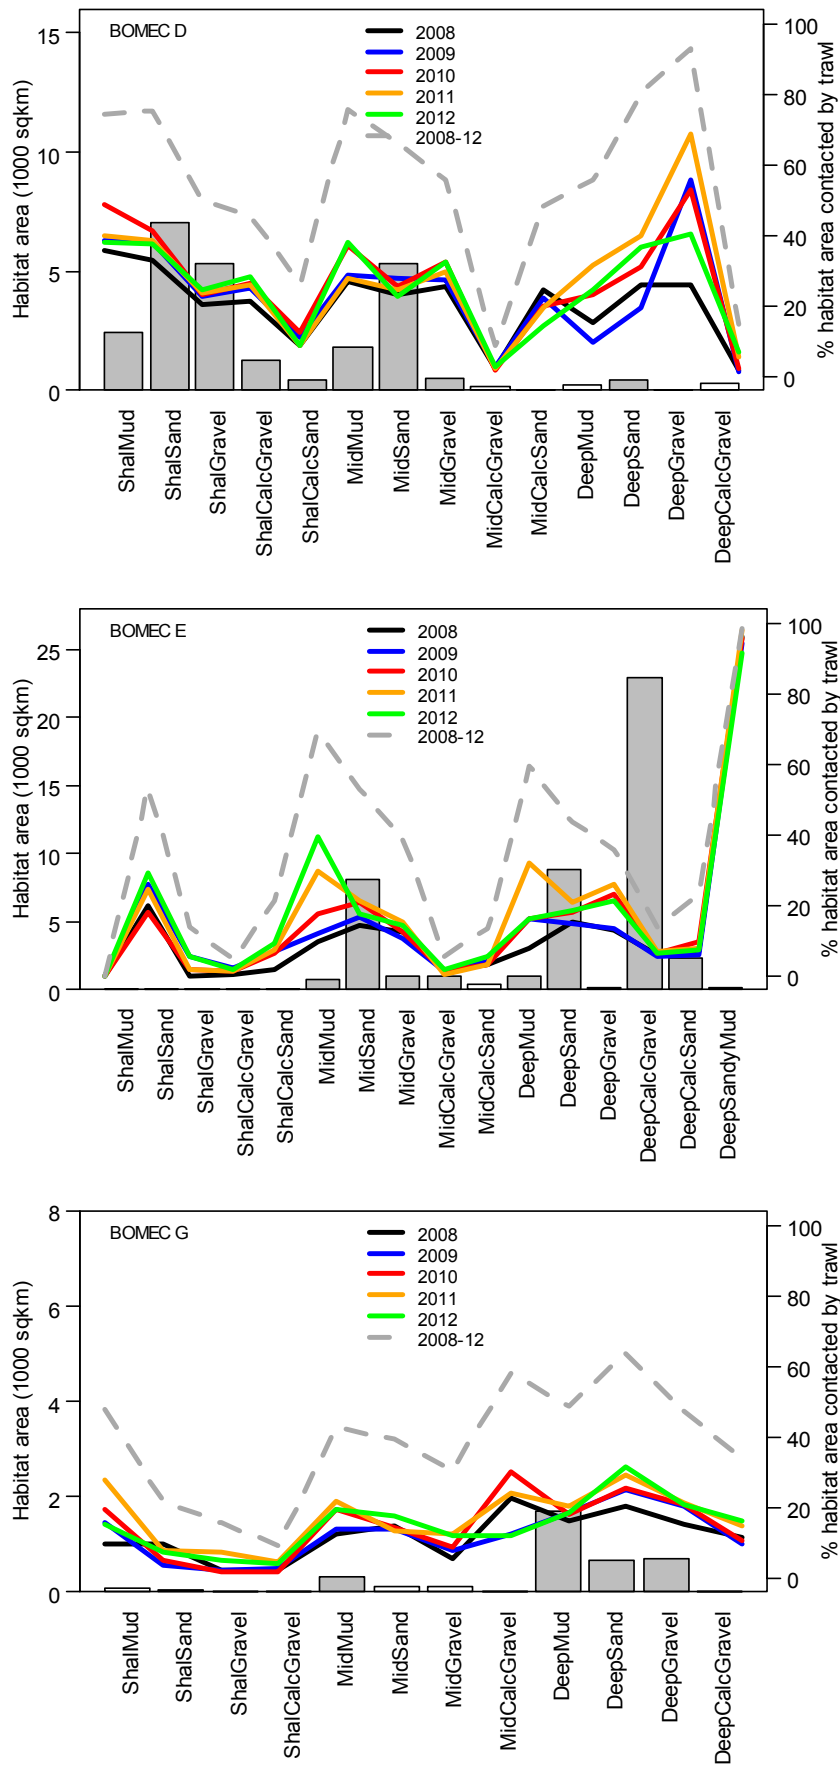 BOMEC D
2008
2009
2010
2011
2012
2008-12
Habitat area (1000 sqkm)
0
5
10
15
% habitat area contacted by trawl
0
20
40
60
80
100
ShalMud
ShalSand
ShalGravel
ShalCalcGravel
ShalCalcSand
MidMud
MidSand
MidGravel
MidCalcGravel
MidCalcSand
DeepMud
DeepSand
DeepGravel
DeepCalcGravel
BOMEC E
2008
2009
2010
2011
2012
2008-12
Habitat area (1000 sqkm)
0
5
10
15
20
25
% habitat area contacted by trawl
0
20
40
60
80
100
ShalMud
ShalSand
ShalGravel
ShalCalcGravel
ShalCalcSand
MidMud
MidSand
MidGravel
MidCalcGravel
MidCalcSand
DeepMud
DeepSand
DeepGravel
DeepCalcGravel
DeepCalcSand
DeepSandyMud
BOMEC G
2008
2009
2010
2011
2012
2008-12
Habitat area (1000 sqkm)
0
2
4
6
8
% habitat area contacted by trawl
0
20
40
60
80
100
ShalMud
ShalSand
ShalGravel
ShalCalcGravel
MidMud
MidSand
MidGravel
MidCalcGravel
DeepMud
DeepSand
DeepGravel
DeepCalcGravel